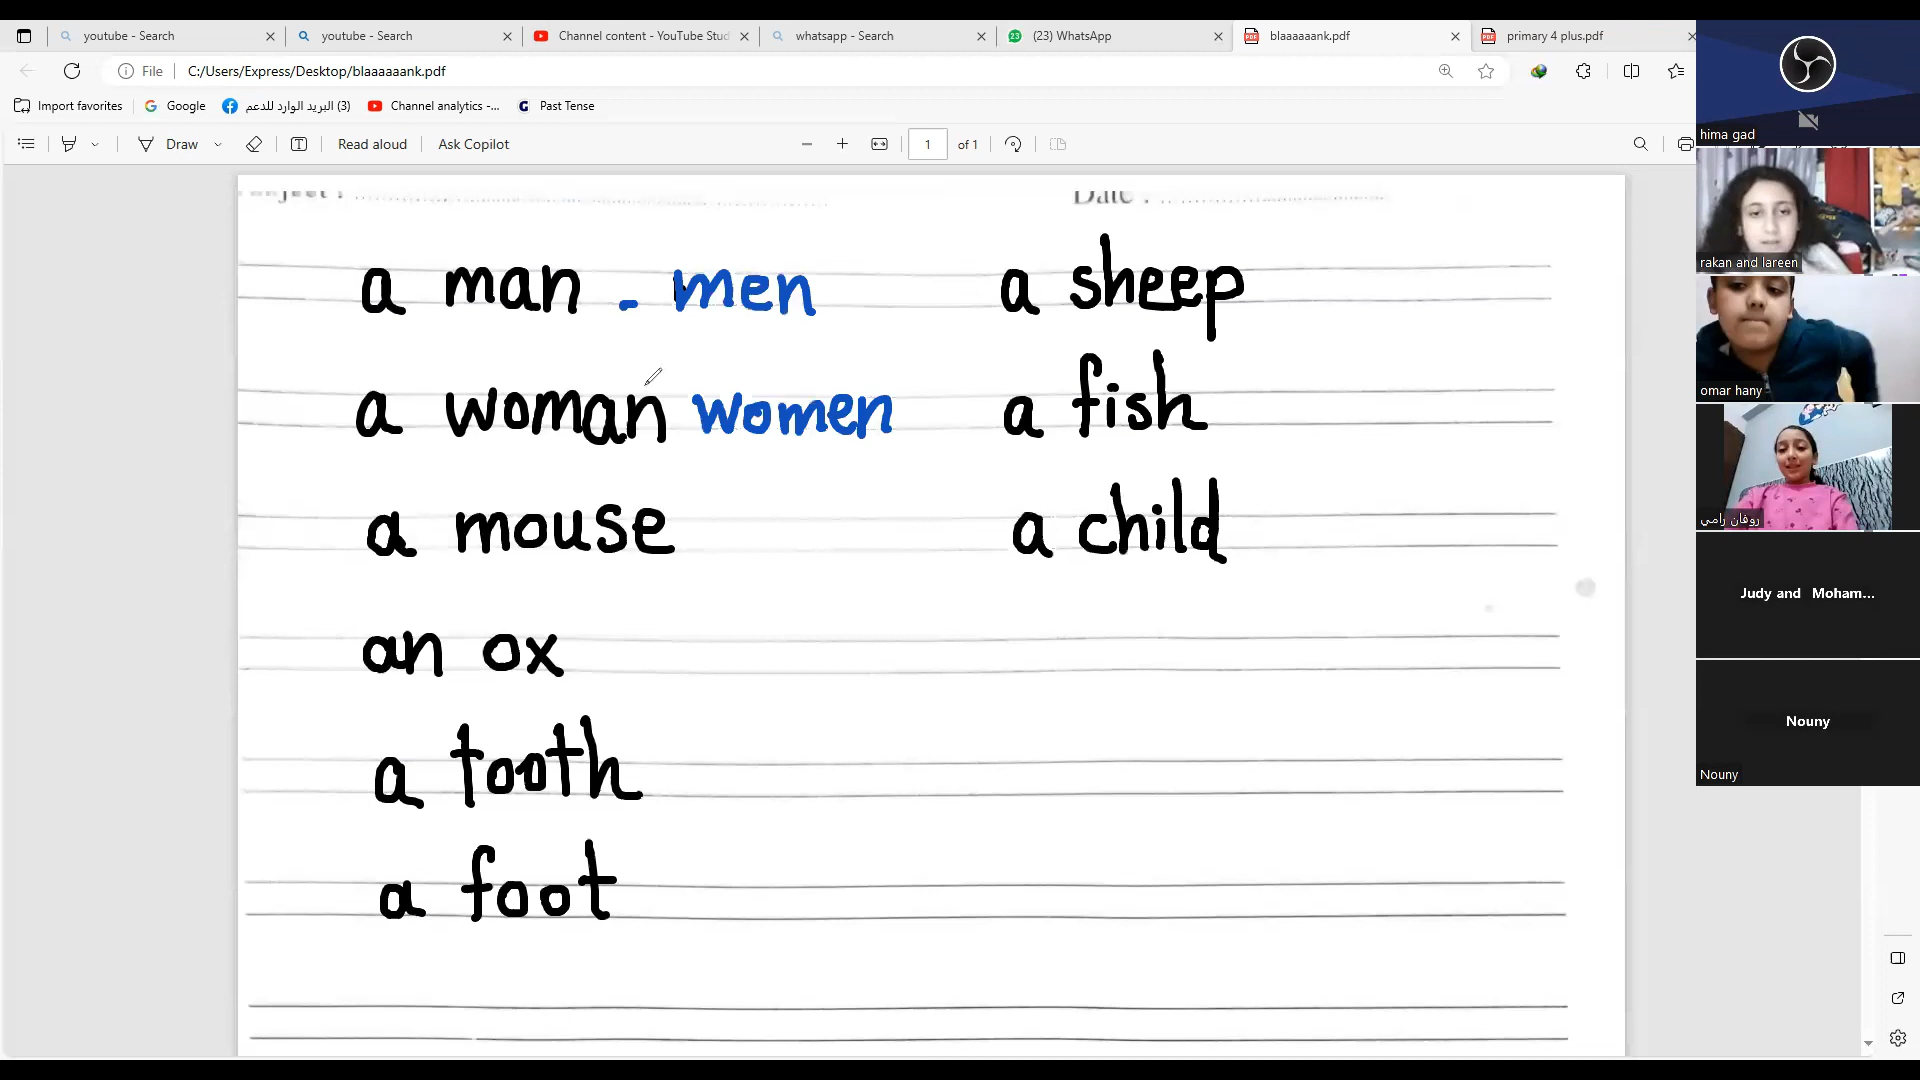 youtube - Search
youtube - Search
Channel content - YouTube Stud
whatsapp - Search
(23) WhatsApp
blaaaaaank.pdf
primary 4 plus.pdf
File C:/Users/Express/Desktop/blaaaaaank.pdf
Import favorites
Google
البريد الوارد للدعم (3)
Channel analytics -...
Past Tense
Draw
Read aloud
Ask Copilot
1 of 1
Date :
a man - men
a sheep
a woman women
a fish
a mouse
a child
an ox
a tooth
a foot
hima gad
rakan and lareen
omar hany
روفان رامي
Judy and Moham...
Nouny
Nouny